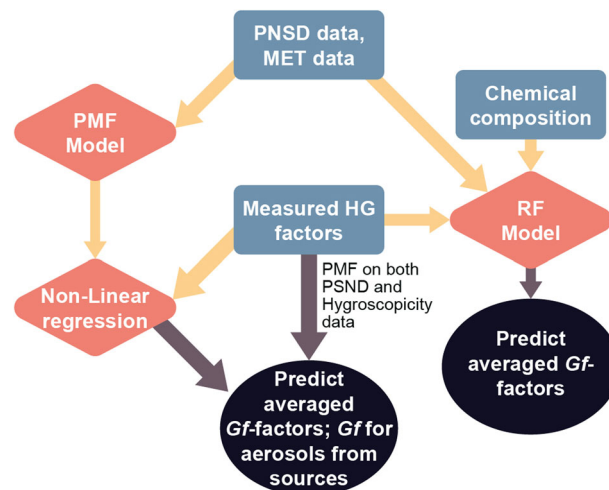 PNSD data,
MET data
Chemical
composition
PMF
Model
Measured HG
factors
RF
Model
PMF on both
PSND and
Hygroscopicity
data
Non-Linear
regression
Predict
averaged Gf-
factors
Predict
averaged
Gf-factors; Gf for
aerosols from
sources